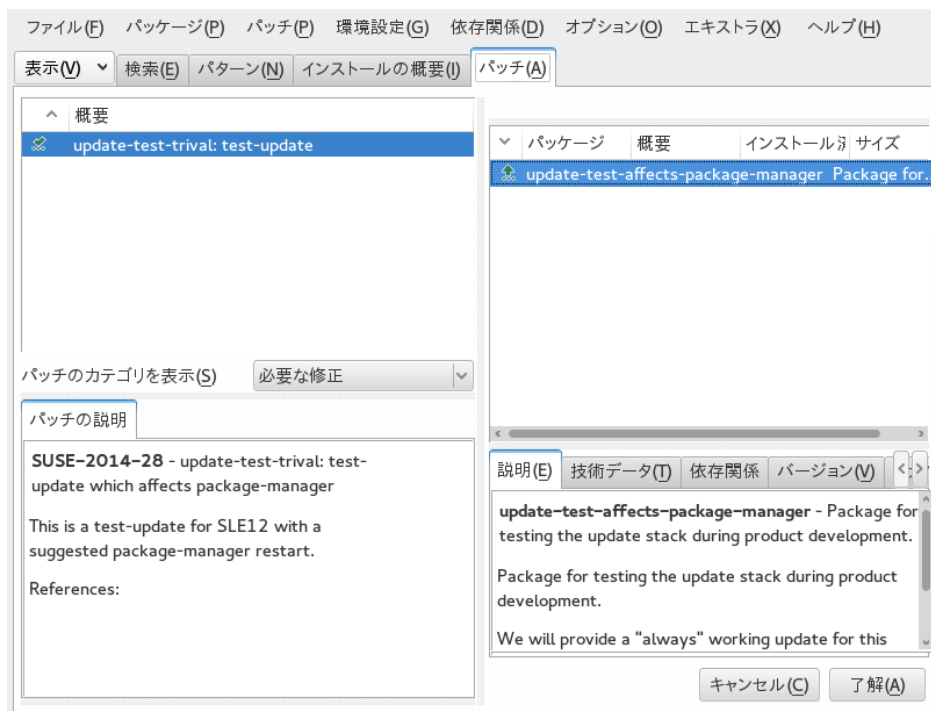 ファイル(F) パッケージ(P) パッチ(P) 環境設定(G) 依存関係(D) オプション(O) エキストラ(X) ヘルプ(H)
表示(V) 検索(E) パターン(N) インストールの概要(I) パッチ(A)
概要
update-test-trival: test-update
パッチのカテゴリを表示(S) 必要な修正
パッチの説明
SUSE-2014-28 - update-test-trival: test-
update which affects package-manager
This is a test-update for SLE12 with a
suggested package-manager restart.
References:
パッケージ 概要 インストール済 サイズ
update-test-affects-package-manager Package for...
説明(E) 技術データ(T) 依存関係 バージョン(V)
update-test-affects-package-manager - Package for
testing the update stack during product development.
Package for testing the update stack during product
development.
We will provide a "always" working update for this
キャンセル(C) 了解(A)